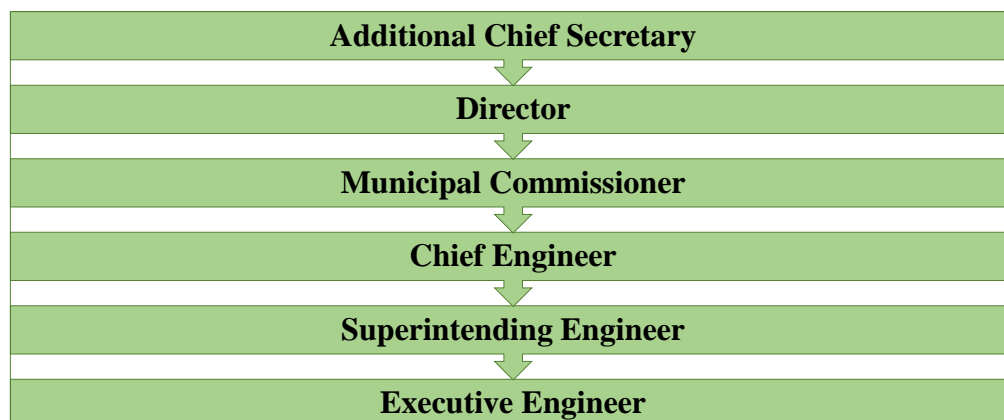 Additional Chief Secretary
Director
Municipal Commissioner
Chief Engineer
Superintending Engineer
Executive Engineer